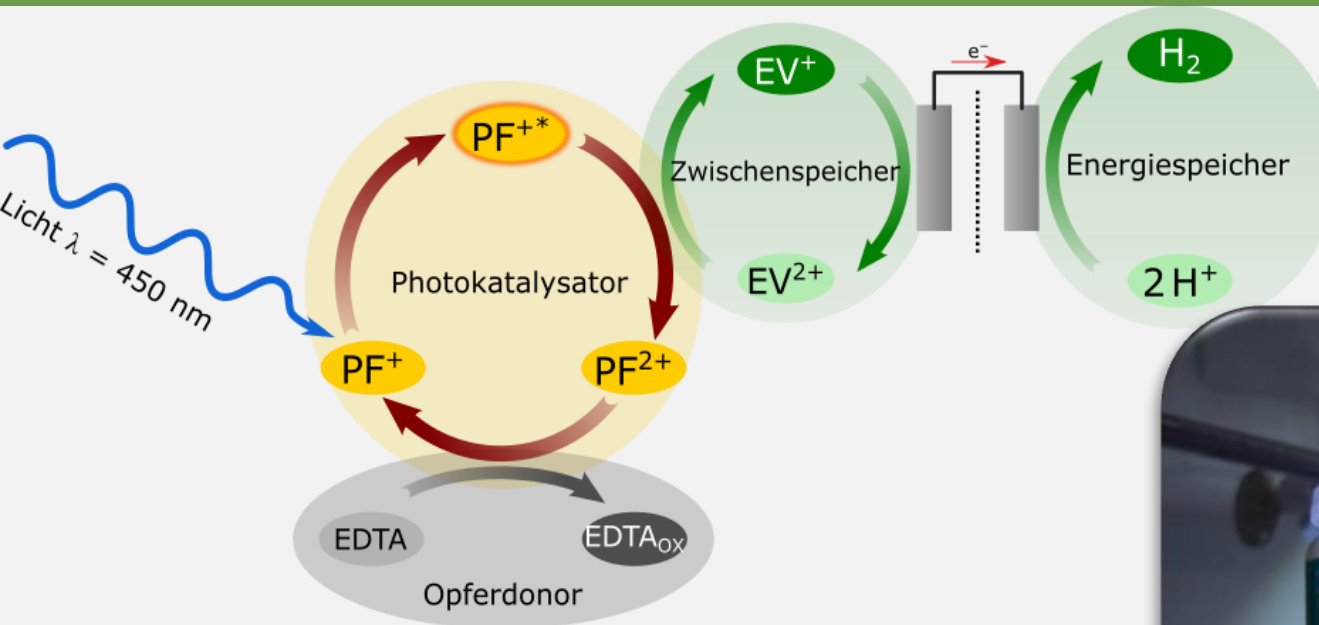 Licht λ = 450 nm
PF⁺*
Photokatalysator
PF⁺
PF²⁺
EDTA
EDTAₒₓ
Opferdonor
EV⁺
Zwischenspeicher
EV²⁺
e⁻
H₂
Energiespeicher
2 H⁺